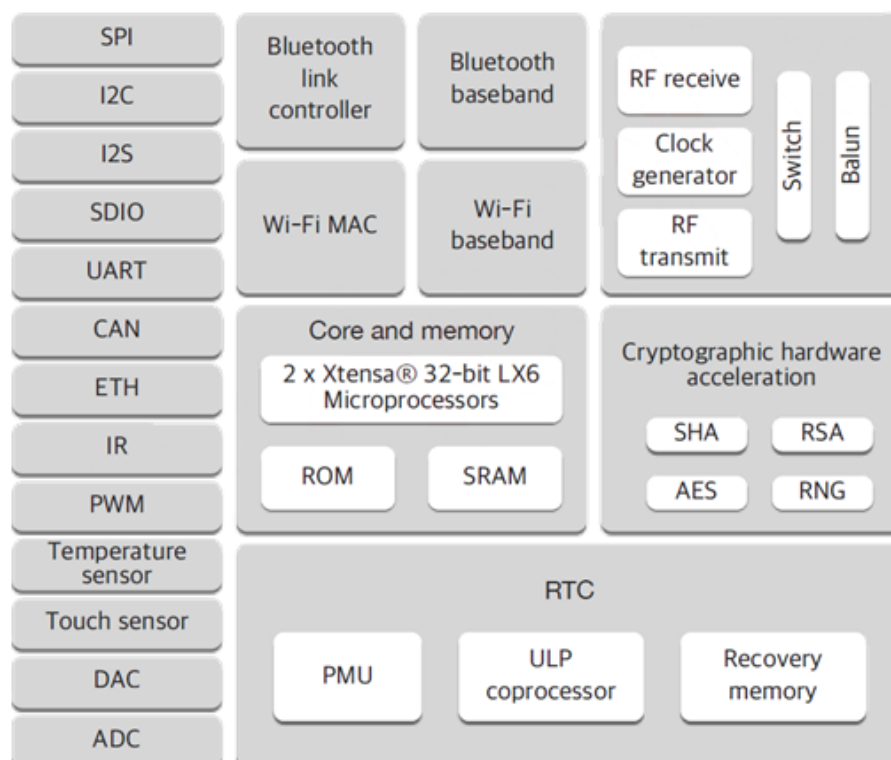 SPI
I2C
I2S
SDIO
UART
CAN
ETH
IR
PWM
Temperature
sensor
Touch sensor
DAC
ADC
Bluetooth
link
controller
Bluetooth
baseband
Wi-Fi MAC
Wi-Fi
baseband
RF receive
Clock
generator
RF
transmit
Switch
Balun
Core and memory
2 x Xtensa® 32-bit LX6
Microprocessors
ROM
SRAM
Cryptographic hardware
acceleration
SHA
RSA
AES
RNG
RTC
PMU
ULP
coprocessor
Recovery
memory